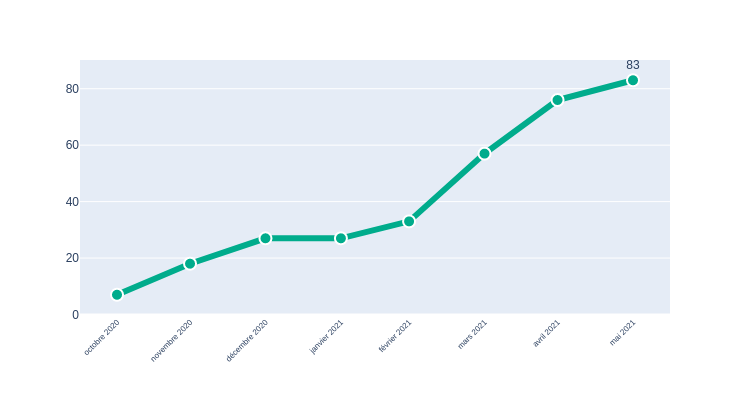 83
80
60
40
20
0
octobre 2020
novembre 2020
décembre 2020
janvier 2021
février 2021
mars 2021
avril 2021
mai 2021